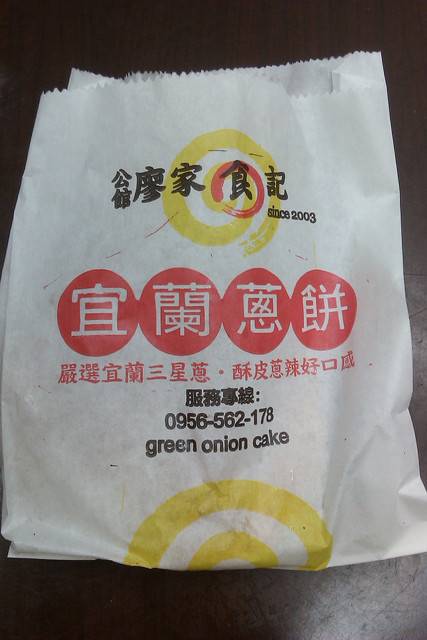 公館廖家食記
since 2003
宜蘭蔥餅
嚴選宜蘭三星蔥・酥皮蔥辣好口感
服務專線:
0956-562-178
green onion cake